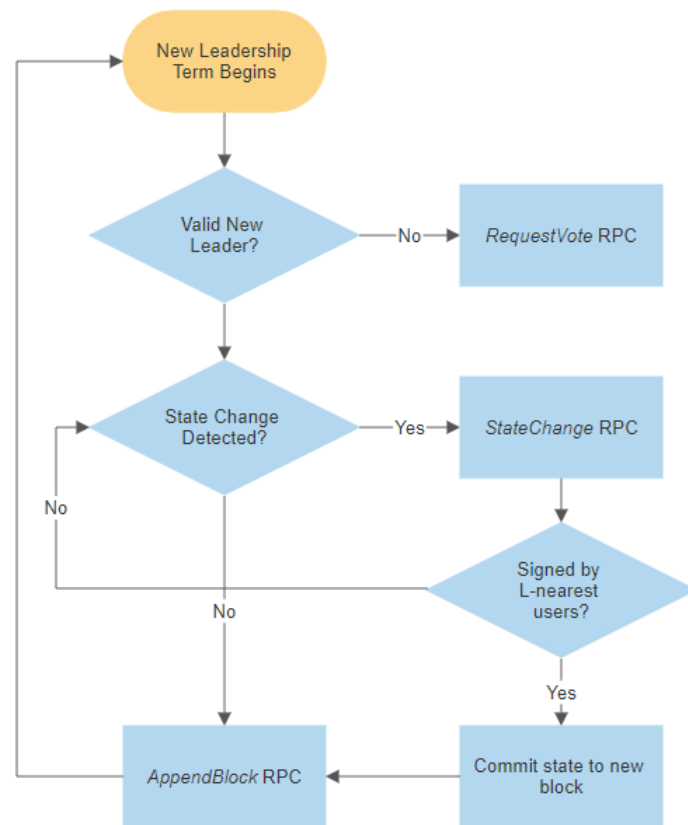 New Leadership
Term Begins
Valid New
Leader?
No
RequestVote RPC
State Change
Detected?
Yes
StateChange RPC
No
Signed by
L-nearest
users?
No
Yes
AppendBlock RPC
Commit state to new
block